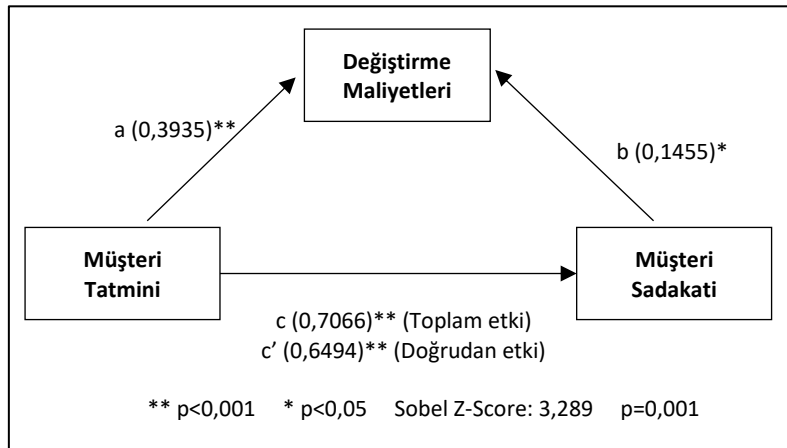 Değiştirme
Maliyetleri
a (0,3935)**
b (0,1455)*
Müşteri
Tatmini
Müşteri
Sadakati
c (0,7066)** (Toplam etki)
c’ (0,6494)** (Doğrudan etki)
** p<0,001 * p<0,05 Sobel Z-Score: 3,289 p=0,001